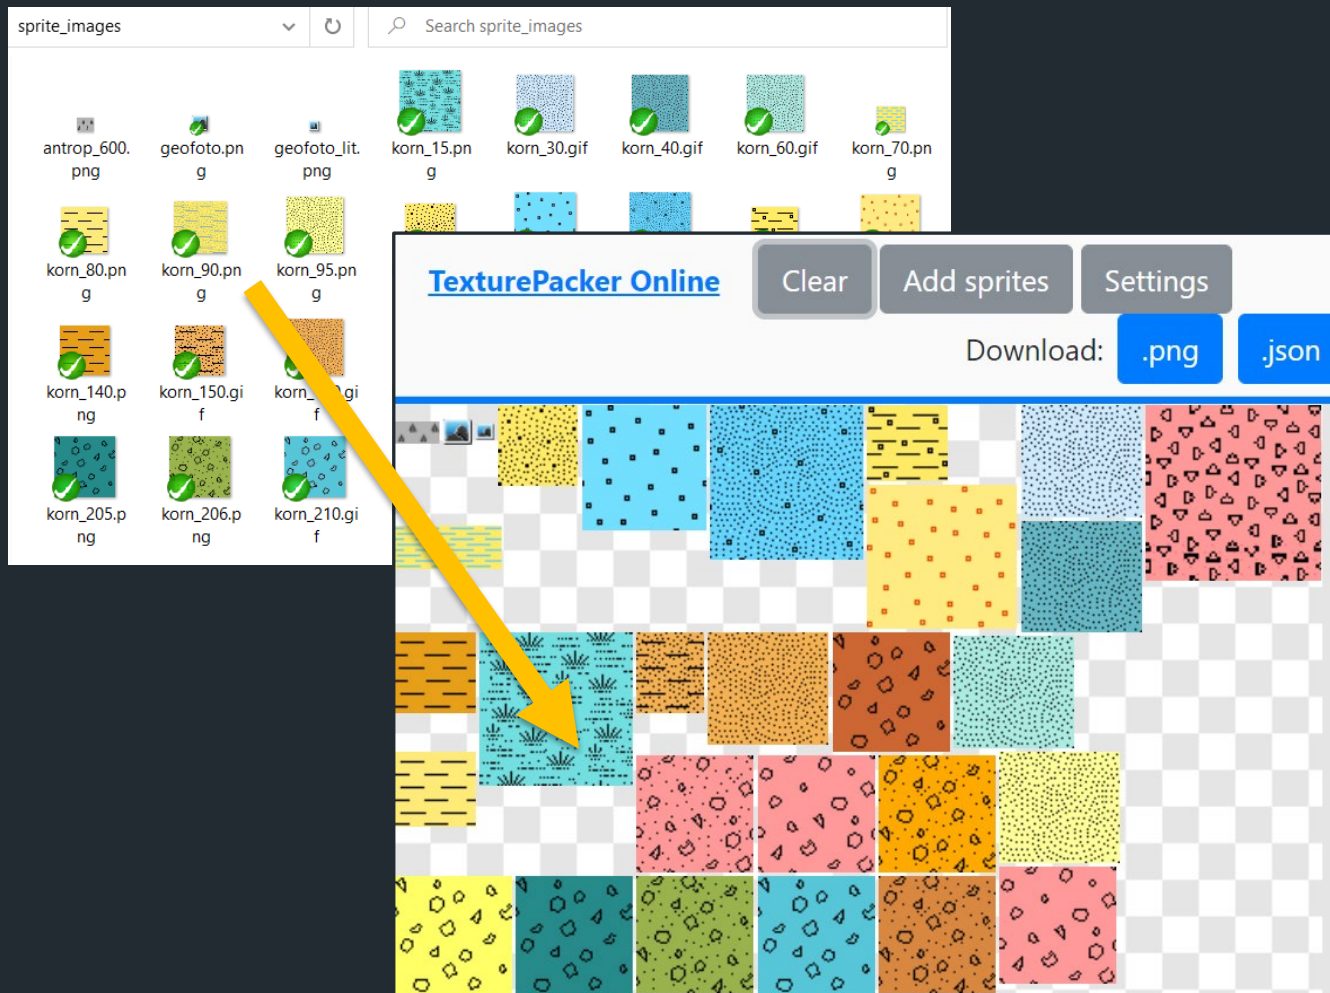 sprite_images
Search sprite_images
antrop_600.
png
geofoto.pn
g
geofoto_lit.
png
korn_15.pn
g
korn_30.gif
korn_40.gif
korn_60.gif
korn_70.pn
g
korn_80.pn
g
korn_90.pn
g
korn_95.pn
g
korn_140.p
ng
korn_150.gi
f
korn_
.gi
f
korn_205.p
ng
korn_206.p
ng
korn_210.gi
f
TexturePacker Online
Clear
Add sprites
Settings
Download:
.png
.json